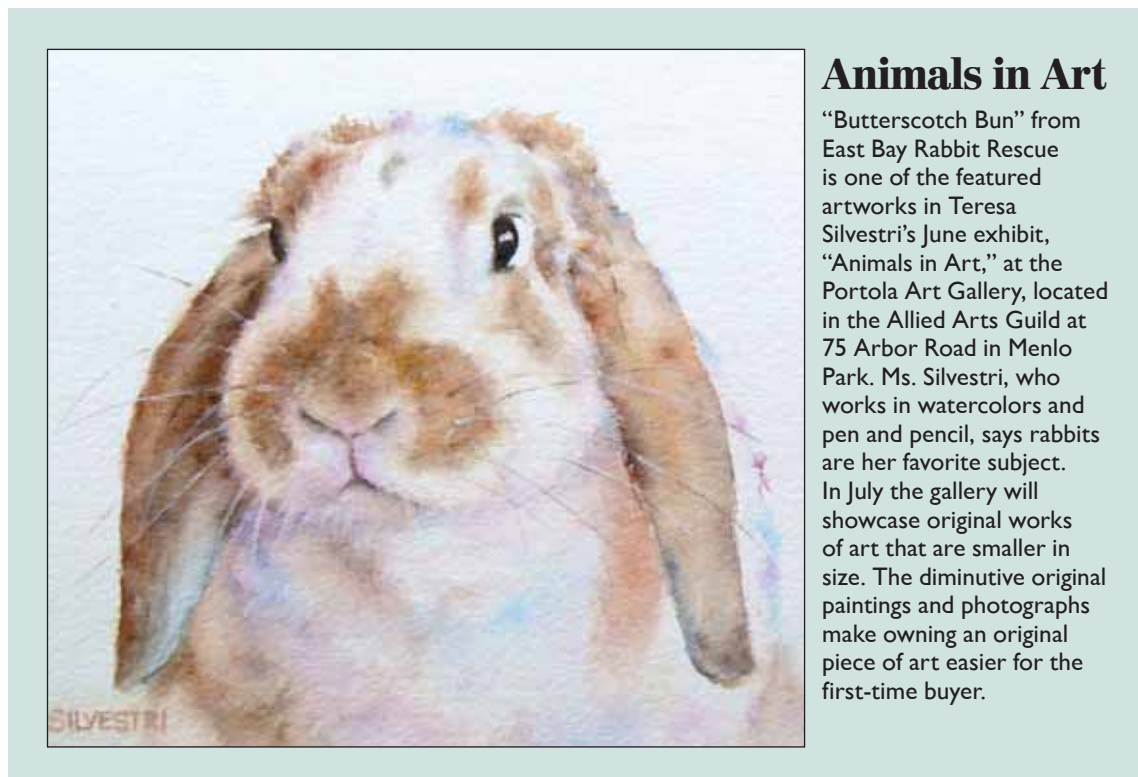 Animals in Art
“Butterscotch Bun” from
East Bay Rabbit Rescue
is one of the featured
artworks in Teresa
Silvestri’s June exhibit,
“Animals in Art,” at the
Portola Art Gallery, located
in the Allied Arts Guild at
75 Arbor Road in Menlo
Park. Ms. Silvestri, who
works in watercolors and
pen and pencil, says rabbits
are her favorite subject.
In July the gallery will
showcase original works
of art that are smaller in
size. The diminutive original
paintings and photographs
make owning an original
piece of art easier for the
first-time buyer.
SILVESTRI